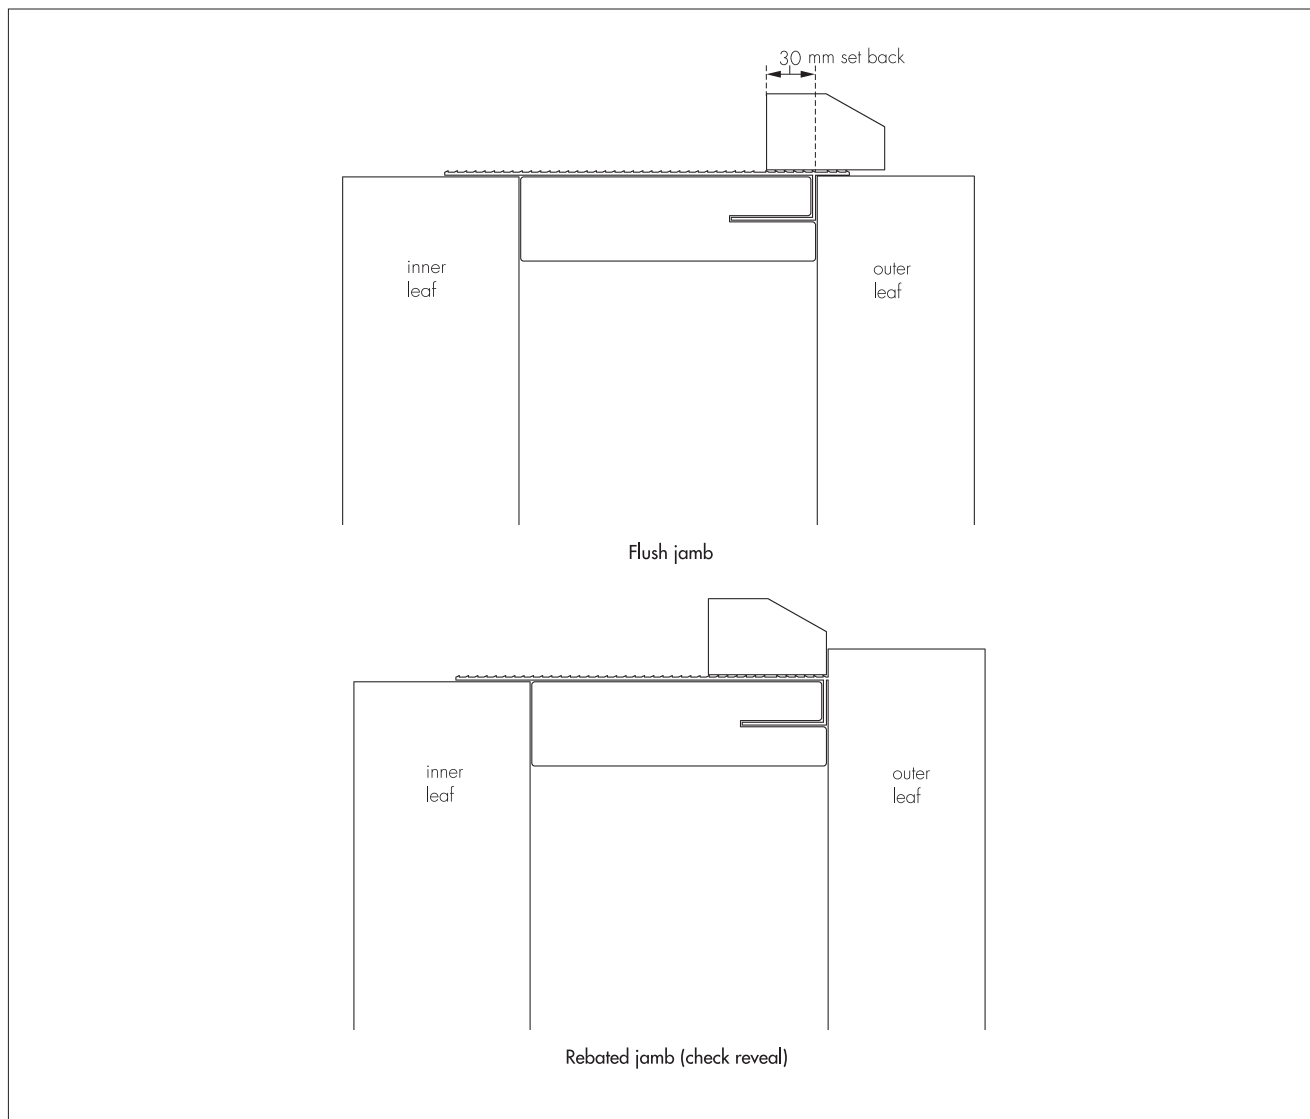 30 mm set back
inner
leaf
outer
leaf
Flush jamb
inner
leaf
outer
leaf
Rebated jamb (check reveal)